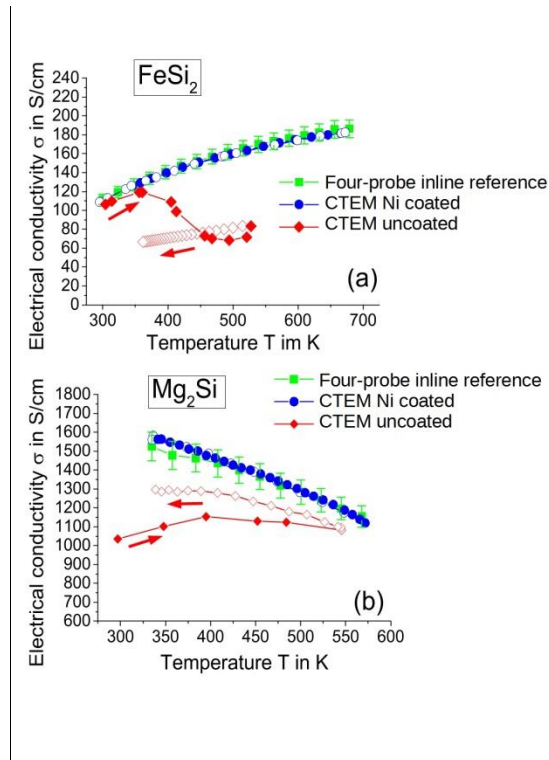 FeSi₂
Electrical conductivity σ in S/cm
240
220
200
180
160
140
120
100
80
60
40
20
0
Four-probe inline reference
CTEM Ni coated
CTEM uncoated
(a)
300 400 500 600 700
Temperature T im K
Mg₂Si
Four-probe inline reference
CTEM Ni coated
CTEM uncoated
Electrical conductivity σ in S/cm
1800
1700
1600
1500
1400
1300
1200
1100
1000
900
800
700
600
(b)
300 350 400 450 500 550 600
Temperature T in K